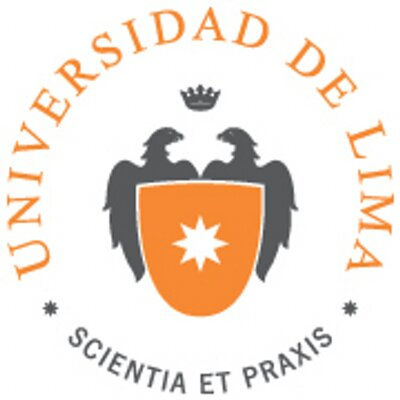 UNIVERSIDAD DE LIMA
SCIENTIA ET PRAXIS